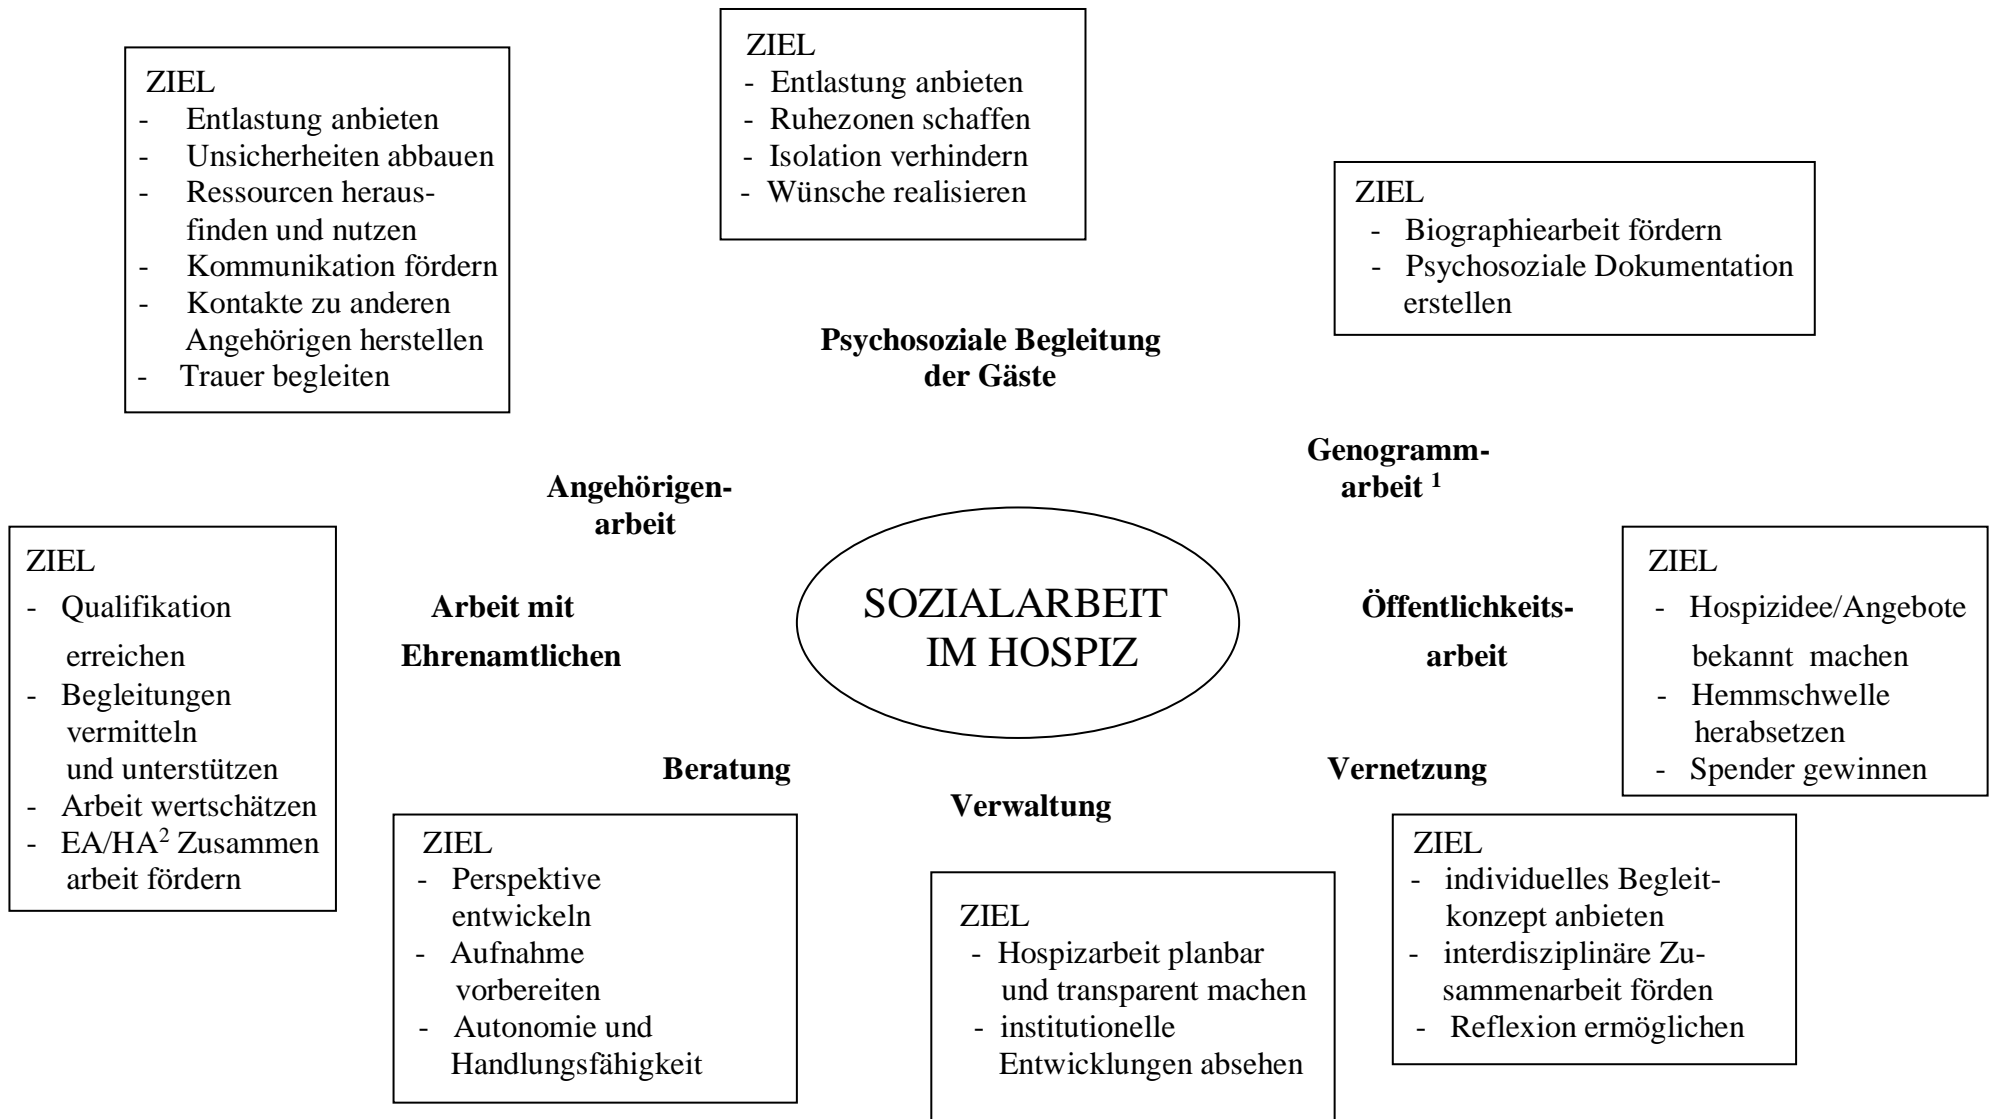 ZIEL
- Entlastung anbieten
- Unsicherheiten abbauen
- Ressourcen heraus-
finden und nutzen
- Kommunikation fördern
- Kontakte zu anderen
Angehörigen herstellen
- Trauer begleiten
ZIEL
- Entlastung anbieten
- Ruhezonen schaffen
- Isolation verhindern
- Wünsche realisieren
ZIEL
- Biographiearbeit fördern
- Psychosoziale Dokumentation
erstellen
Psychosoziale Begleitung
der Gäste
Genogramm-
arbeit ¹
Angehörigen-
arbeit
ZIEL
- Qualifikation
erreichen
- Begleitungen
vermitteln
und unterstützen
- Arbeit wertschätzen
- EA/HA² Zusammen
arbeit fördern
Arbeit mit
Ehrenamtlichen
SOZIALARBEIT
IM HOSPIZ
Öffentlichkeits-
arbeit
ZIEL
- Hospizidee/Angebote
bekannt machen
- Hemmschwelle
herabsetzen
- Spender gewinnen
Beratung
Verwaltung
Vernetzung
ZIEL
- Perspektive
entwickeln
- Aufnahme
vorbereiten
- Autonomie und
Handlungsfähigkeit
ZIEL
- Hospizarbeit planbar
und transparent machen
- institutionelle
Entwicklungen absehen
ZIEL
- individuelles Begleit-
konzept anbieten
- interdisziplinäre Zu-
sammenarbeit förden
- Reflexion ermöglichen